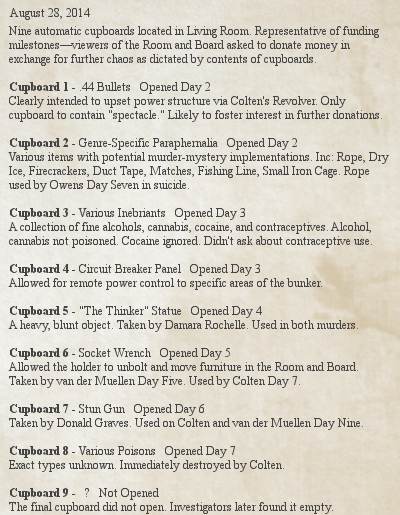 August 28, 2014
Nine automatic cupboards located in Living Room. Representative of funding
milestones—viewers of the Room and Board asked to donate money in
exchange for further chaos as dictated by contents of cupboards.
Cupboard 1 - .44 Bullets Opened Day 2
Clearly intended to upset power structure via Colten's Revolver. Only
cupboard to contain "spectacle." Likely to foster interest in further donations.
Cupboard 2 - Genre-Specific Paraphernalia Opened Day 2
Various items with potential murder-mystery implementations. Inc: Rope, Dry
Ice, Firecrackers, Duct Tape, Matches, Fishing Line, Small Iron Cage. Rope
used by Owens Day Seven in suicide.
Cupboard 3 - Various Inebriants Opened Day 3
A collection of fine alcohols, cannabis, cocaine, and contraceptives. Alcohol,
cannabis not poisoned. Cocaine ignored. Didn't ask about contraceptive use.
Cupboard 4 - Circuit Breaker Panel Opened Day 3
Allowed for remote power control to specific areas of the bunker.
Cupboard 5 - "The Thinker" Statue Opened Day 4
A heavy, blunt object. Taken by Damara Rochelle. Used in both murders.
Cupboard 6 - Socket Wrench Opened Day 5
Allowed the holder to unbolt and move furniture in the Room and Board.
Taken by van der Muellen Day Five. Used by Colten Day 7.
Cupboard 7 - Stun Gun Opened Day 6
Taken by Donald Graves. Used on Colten and van der Muellen Day Nine.
Cupboard 8 - Various Poisons Opened Day 7
Exact types unknown. Immediately destroyed by Colten.
Cupboard 9 - ? Not Opened
The final cupboard did not open. Investigators later found it empty.